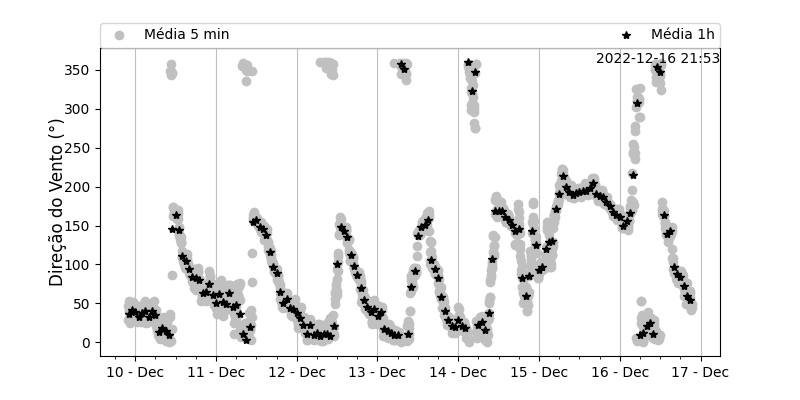 Média 5 min
Média 1h
2022-12-16 21:53
Direção do Vento (°)
350
300
250
200
150
100
50
0
10 - Dec
11 - Dec
12 - Dec
13 - Dec
14 - Dec
15 - Dec
16 - Dec
17 - Dec